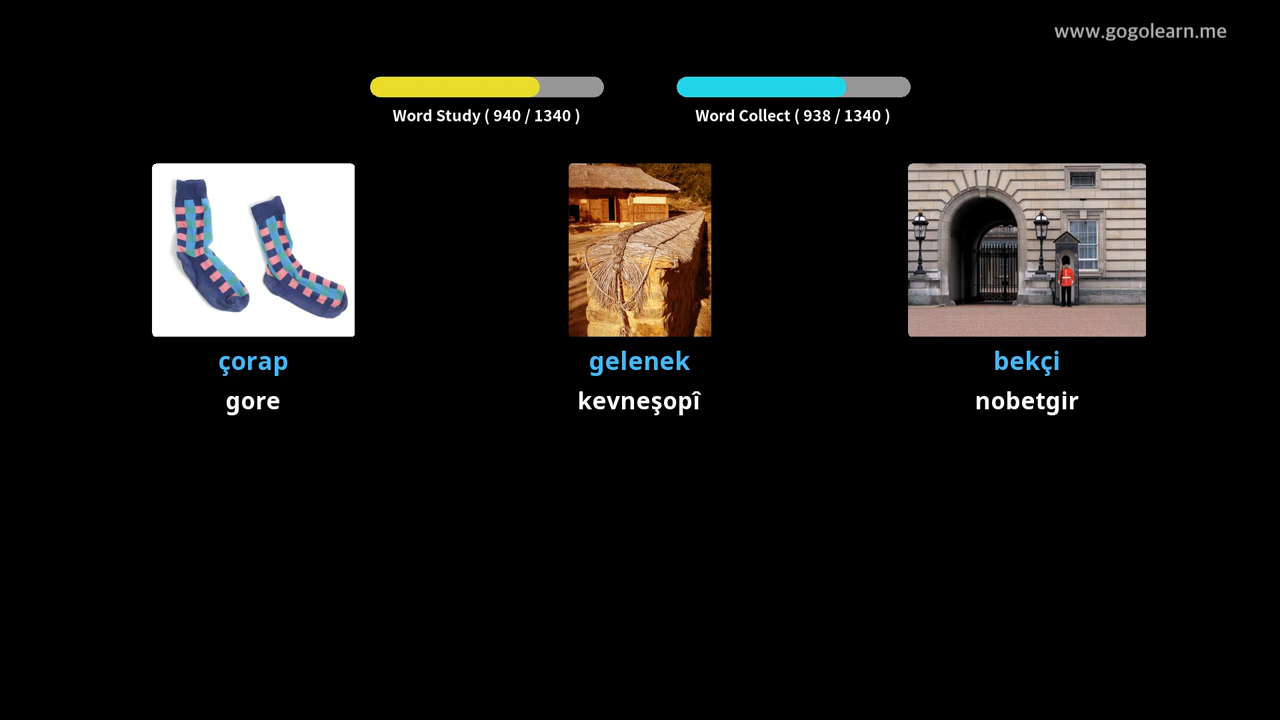 www.gogolearn.me
Word Study ( 940 / 1340 )
Word Collect ( 938 / 1340 )
çorap
gelenek
bekçi
gore
kevneşopî
nobetgir